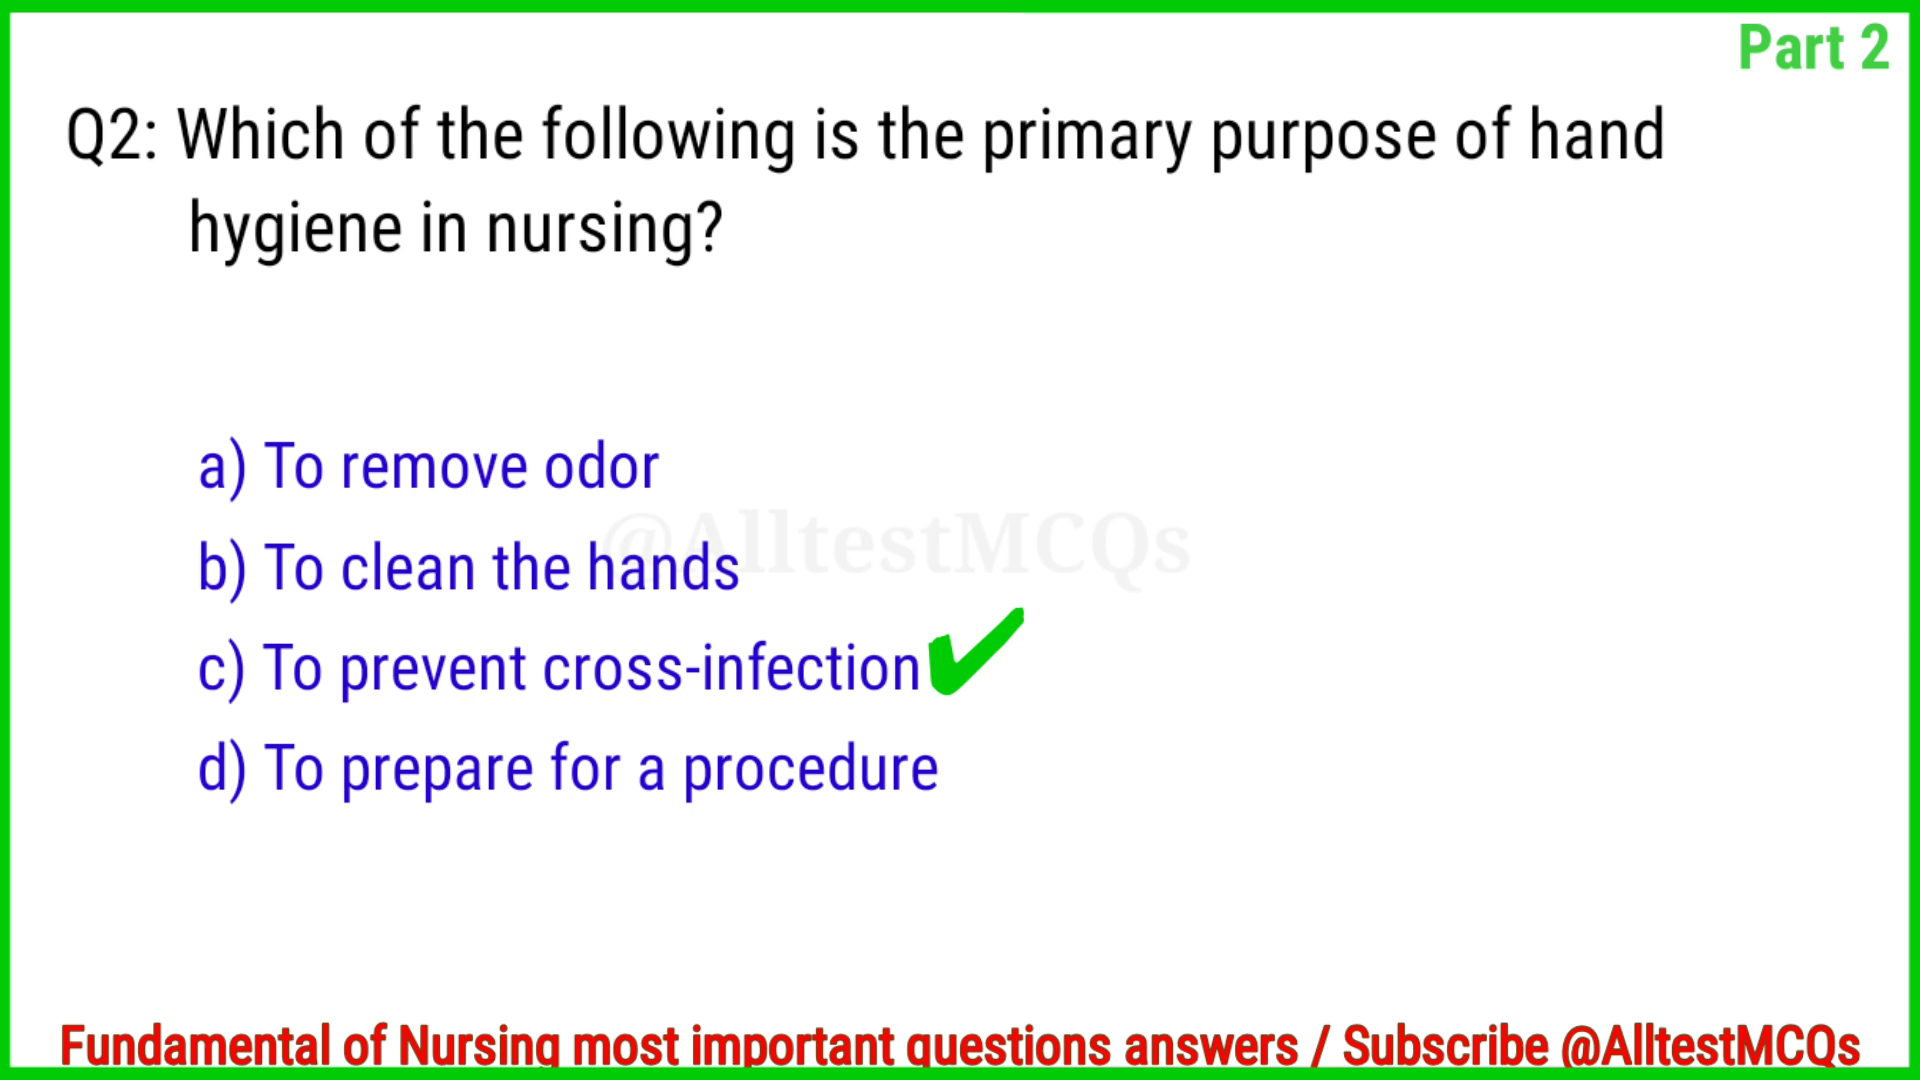 Part 2
Q2: Which of the following is the primary purpose of hand
hygiene in nursing?
a) To remove odor
@AlltestMCQs
b) To clean the hands
c) To prevent cross-infection
d) To prepare for a procedure
Fundamental of Nursing most important questions answers / Subscribe @AlltestMCQs